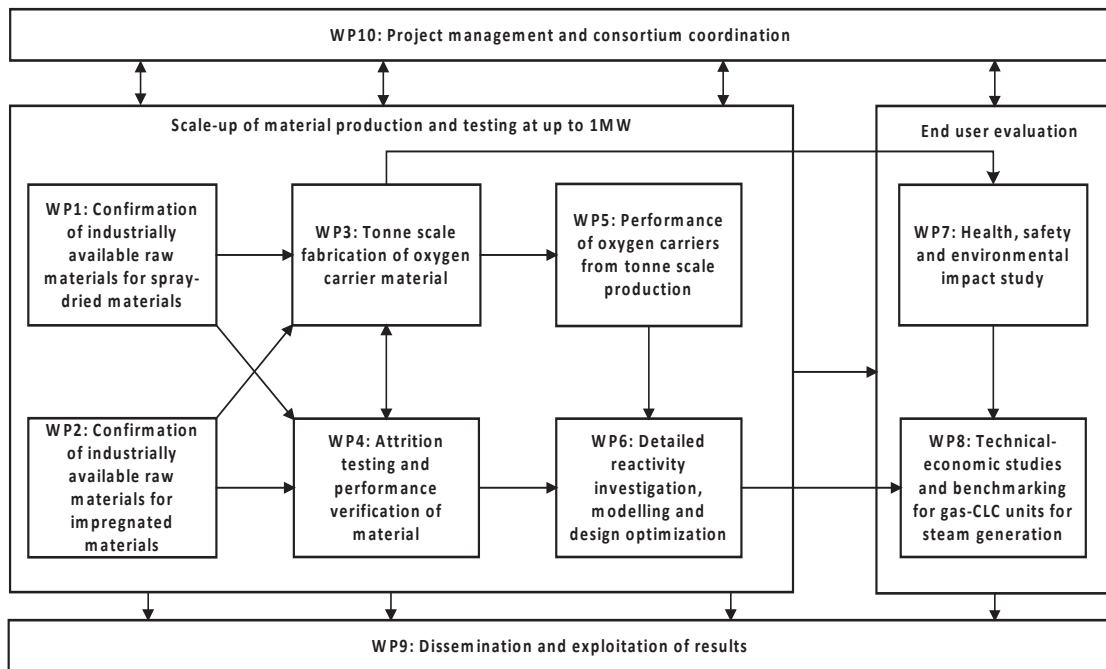 WP10: Project management and consortium coordination
Scale-up of material production and testing at up to 1MW
End user evaluation
WP1: Confirmation
of industrially
available raw
materials for spray-
dried materials
WP3: Tonne scale
fabrication of oxygen
carrier material
WP5: Performance
of oxygen carriers
from tonne scale
production
WP7: Health, safety
and environmental
impact study
WP2: Confirmation
of industrially
available raw
materials for
impregnated
materials
WP4: Attrition
testing and
performance
verification of
material
WP6: Detailed
reactivity
investigation,
modelling and
design optimization
WP8: Technical-
economic studies
and benchmarking
for gas-CLC units for
steam generation
WP9: Dissemination and exploitation of results